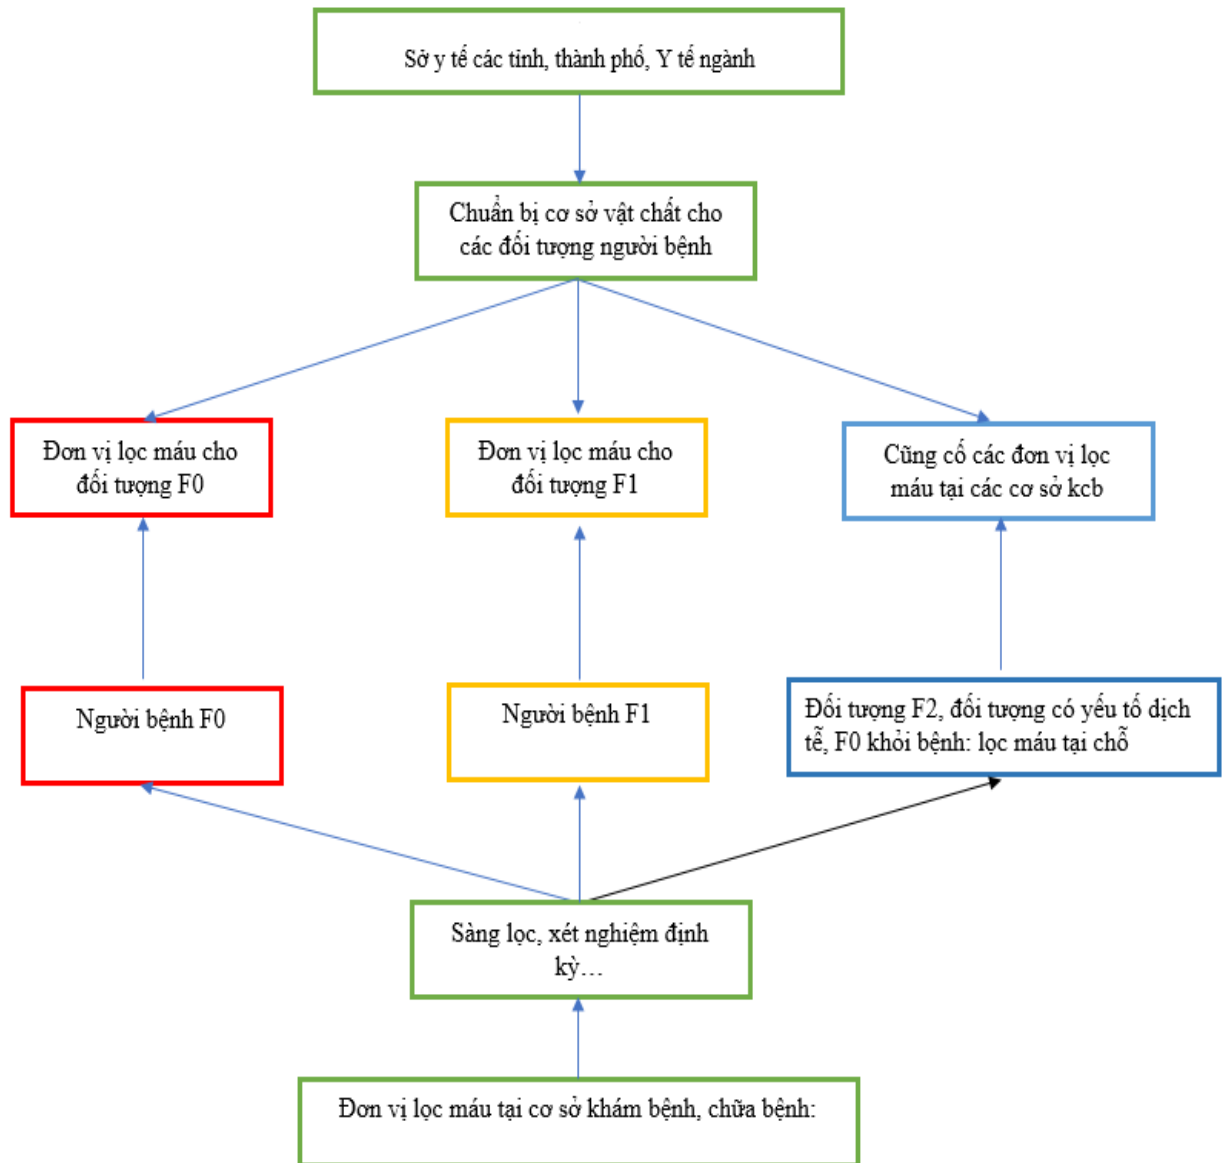 Sở y tế các tỉnh, thành phố, Y tế ngành
Chuẩn bị cơ sở vật chất cho
các đối tượng người bệnh
Đơn vị lọc máu cho
đối tượng F0
Đơn vị lọc máu cho
đối tượng F1
Cũng cố các đơn vị lọc
máu tại các cơ sở kcb
Người bệnh F0
Người bệnh F1
Đối tượng F2, đối tượng có yếu tố dịch
tễ, F0 khỏi bệnh: lọc máu tại chỗ
Sàng lọc, xét nghiệm định
kỳ…
Đơn vị lọc máu tại cơ sở khám bệnh, chữa bệnh: